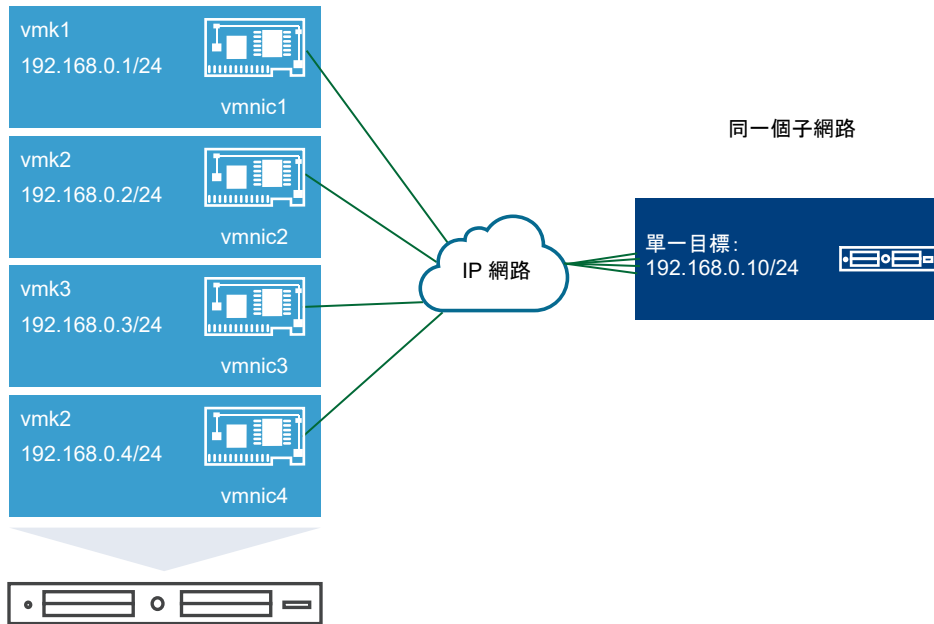 vmk1
192.168.0.1/24
vmnic1
vmk2
192.168.0.2/24
vmnic2
vmk3
192.168.0.3/24
vmnic3
vmk2
192.168.0.4/24
vmnic4
IP 網路
同一個子網路
單一目標:
192.168.0.10/24